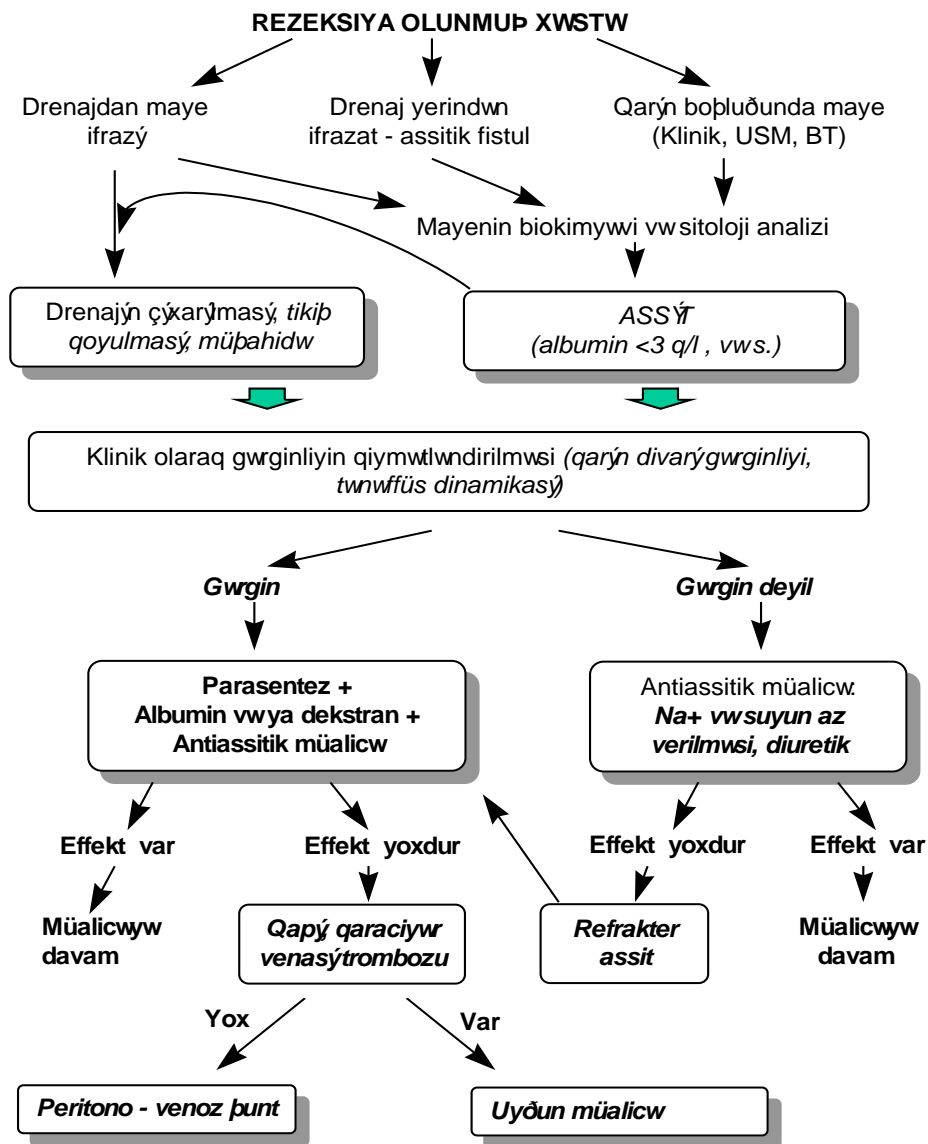 REZEKSIYA OLUNMUÞ XWSTW
Drenajdan maye
ifrazý
Drenaj yerindwn
ifrazat - assitik fistul
Qarýn boþluðunda maye
(Klinik, USM, BT)
Mayenin biokimywvi vw sitoloji analizi
Drenajýn çýxarýlmasý, tikiþ
qoyulmasý, müþahidw
ASSÝT
(albumin <3 q/l , vw s.)
Klinik olaraq gwrginliyin qiymwtlwndirilmwsi (qarýn divarý gwrginliyi,
twnwffüs dinamikasý)
Gwrgin
Gwrgin deyil
Parasentez +
Albumin vw ya dekstran +
Antiassitik müalicw
Antiassitik müalicw:
Na+ vw suyun az
verilmwsi, diuretik
Effekt var
Effekt yoxdur
Effekt yoxdur
Effekt var
Müalicwyw
davam
Qapý, qaraciywr
venasý trombozu
Refrakter
assit
Müalicwyw
davam
Yox
Var
Peritono - venoz þunt
Uyðun müalicw